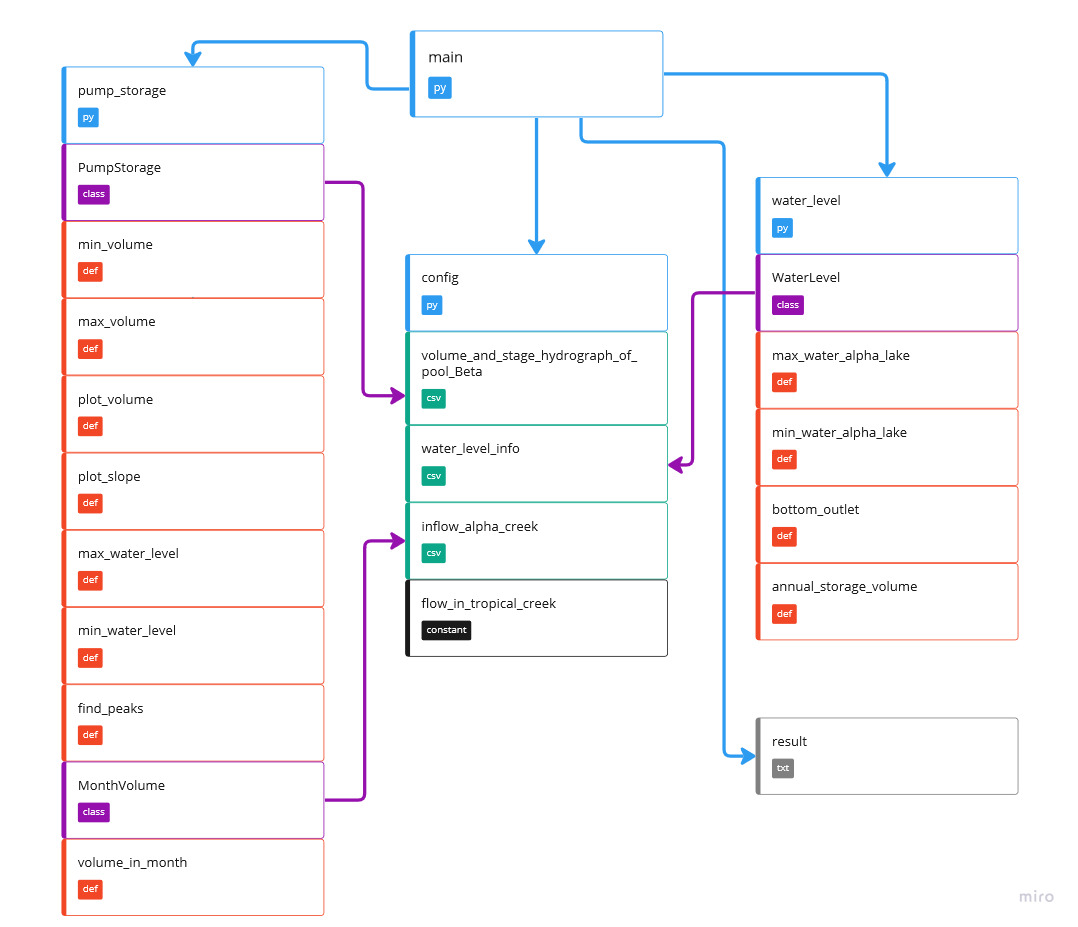 main
py
pump_storage
py
PumpStorage
class
min_volume
def
max_volume
def
plot_volume
def
plot_slope
def
max_water_level
def
min_water_level
def
find_peaks
def
MonthVolume
class
volume_in_month
def
config
py
volume_and_stage_hydrograph_of_
pool_Beta
csv
water_level_info
csv
inflow_alpha_creek
csv
flow_in_tropical_creek
constant
water_level
py
WaterLevel
class
max_water_alpha_lake
def
min_water_alpha_lake
def
bottom_outlet
def
annual_storage_volume
def
result
txt
miro